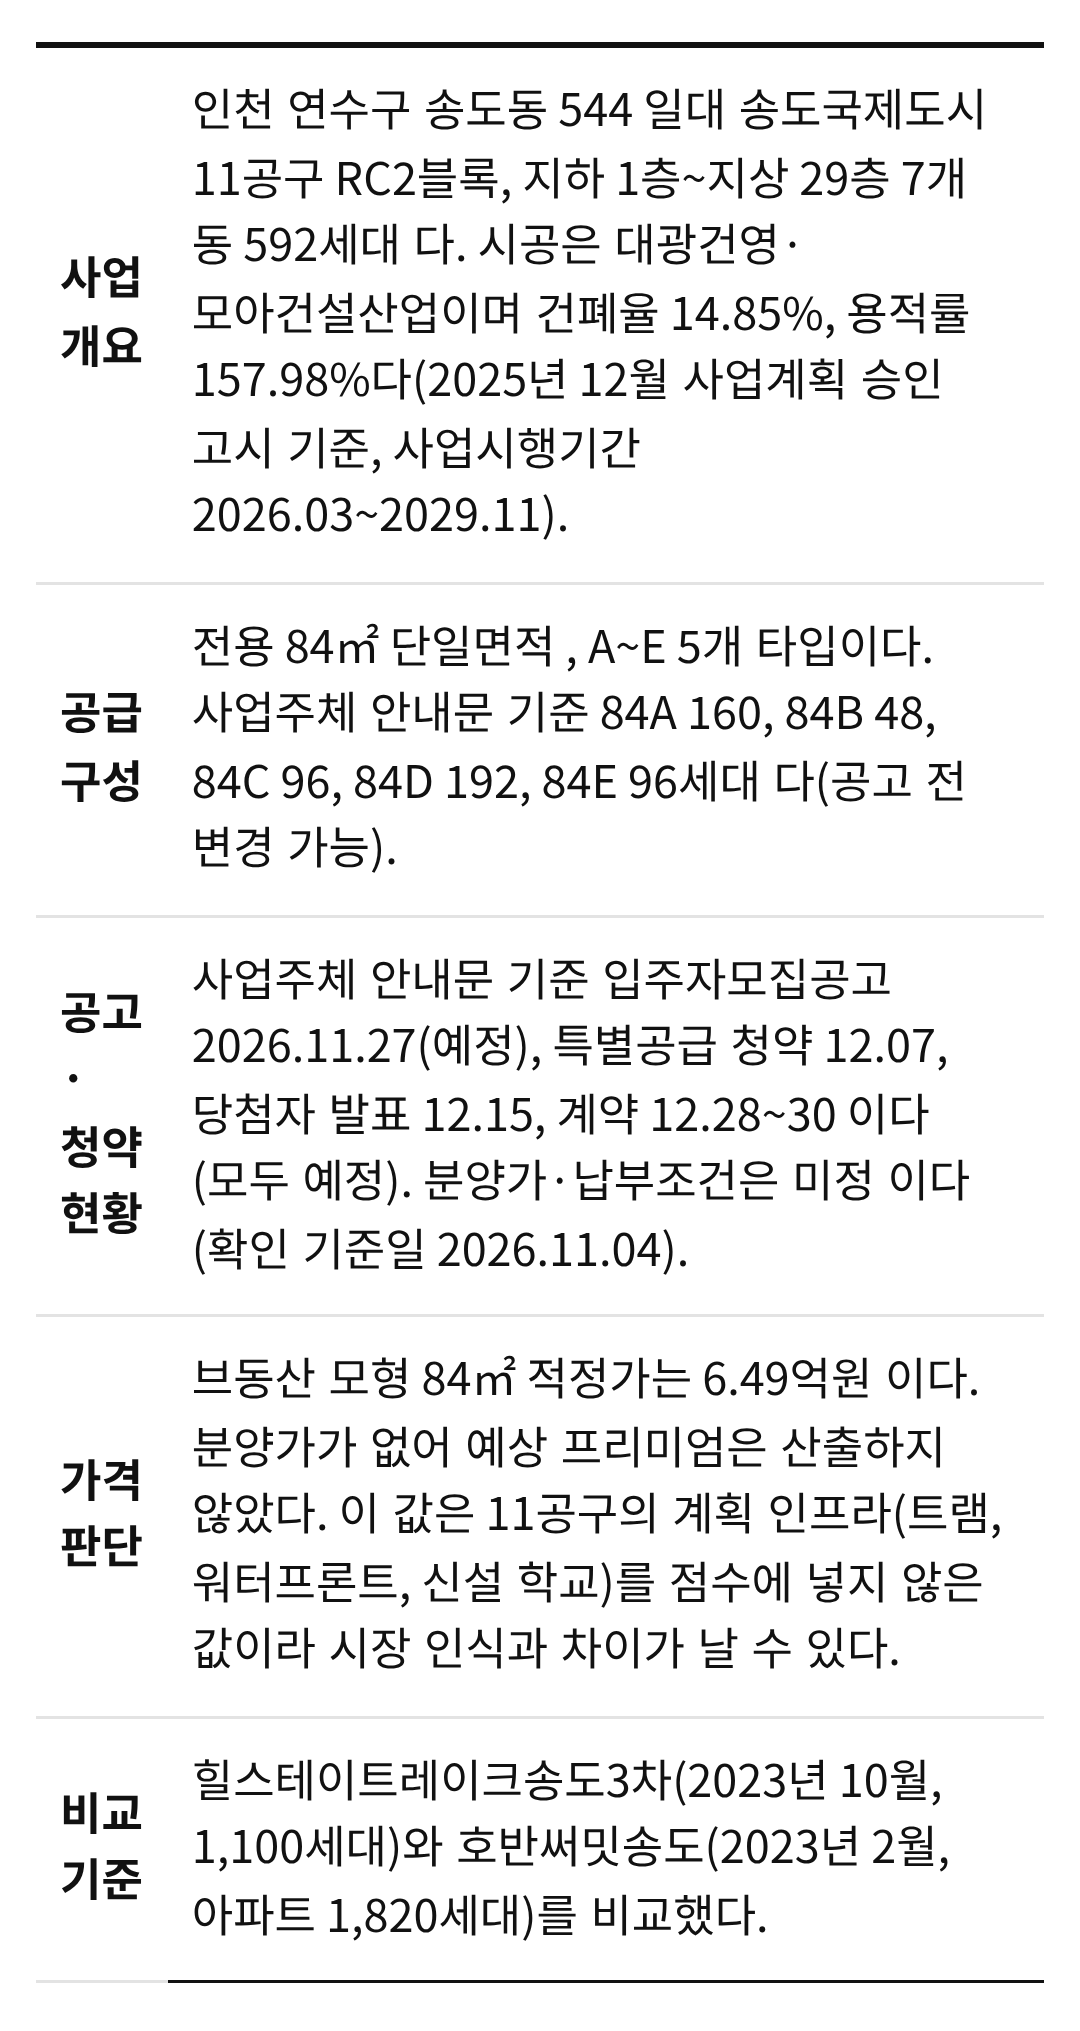 사업
개요
인천 연수구 송도동 544 일대 송도국제도시
11공구 RC2블록, 지하 1층~지상 29층 7개
동 592세대 다. 시공은 대광건영·
모아건설산업이며 건폐율 14.85%, 용적률
157.98%다(2025년 12월 사업계획 승인
고시 기준, 사업시행기간
2026.03~2029.11).
공급
구성
전용 84㎡ 단일면적 , A~E 5개 타입이다.
사업주체 안내문 기준 84A 160, 84B 48,
84C 96, 84D 192, 84E 96세대 다(공고 전
변경 가능).
공고
·
청약
현황
사업주체 안내문 기준 입주자모집공고
2026.11.27(예정), 특별공급 청약 12.07,
당첨자 발표 12.15, 계약 12.28~30 이다
(모두 예정). 분양가·납부조건은 미정 이다
(확인 기준일 2026.11.04).
가격
판단
브동산 모형 84㎡ 적정가는 6.49억원 이다.
분양가가 없어 예상 프리미엄은 산출하지
않았다. 이 값은 11공구의 계획 인프라(트램,
워터프론트, 신설 학교)를 점수에 넣지 않은
값이라 시장 인식과 차이가 날 수 있다.
비교
기준
힐스테이트레이크송도3차(2023년 10월,
1,100세대)와 호반써밋송도(2023년 2월,
아파트 1,820세대)를 비교했다.